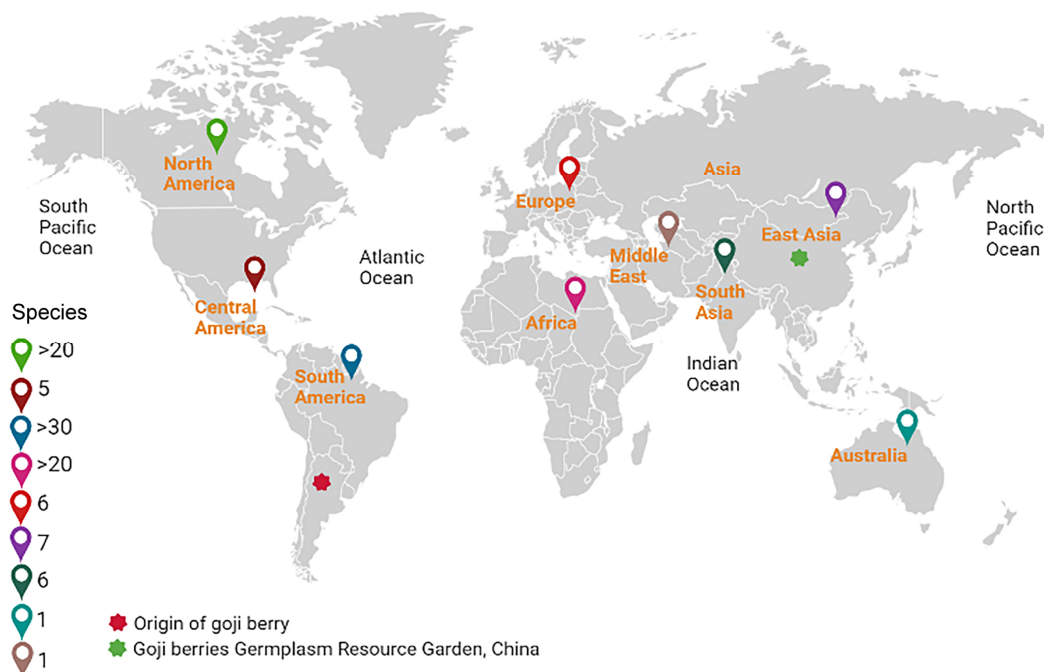 North
America
South
Pacific
Ocean
Atlantic
Ocean
Central
America
South
America
Europe
Asia
Middle
East
East Asia
South
Asia
Africa
North
Pacific
Ocean
Indian
Ocean
Australia
Species
>20
5
>30
>20
6
7
6
1
1
Origin of goji berry
Goji berries Germplasm Resource Garden, China